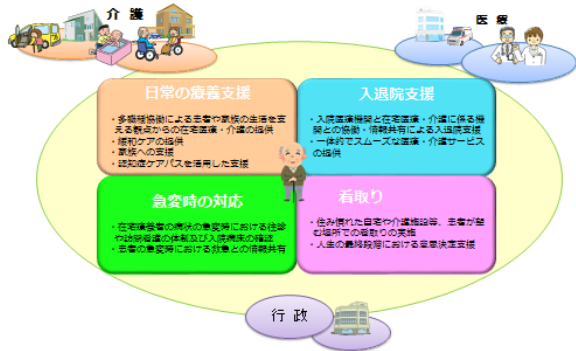 介 護
医 療
日常の療養支援
・多職種協働による患者や家族の生活を支
える観点からの在宅医療・介護の提供
・緩和ケアの提供
・家族への支援
・認知症ケアパスを活用した支援
入退院支援
・入院医療機関と在宅医療・介護に係る機
関との協働・情報共有による入退院支援
・一体的でスムーズな医療・介護サービス
の提供
急変時の対応
・在宅療養者の病状の急変時における往診
や訪問看護の体制及び入院病床の確認
・患者の急変時における救急との情報共有
看取り
・住み慣れた自宅や介護施設等、患者が望
む場所での看取りの実施
・人生の最終段階における意思決定支援
行 政